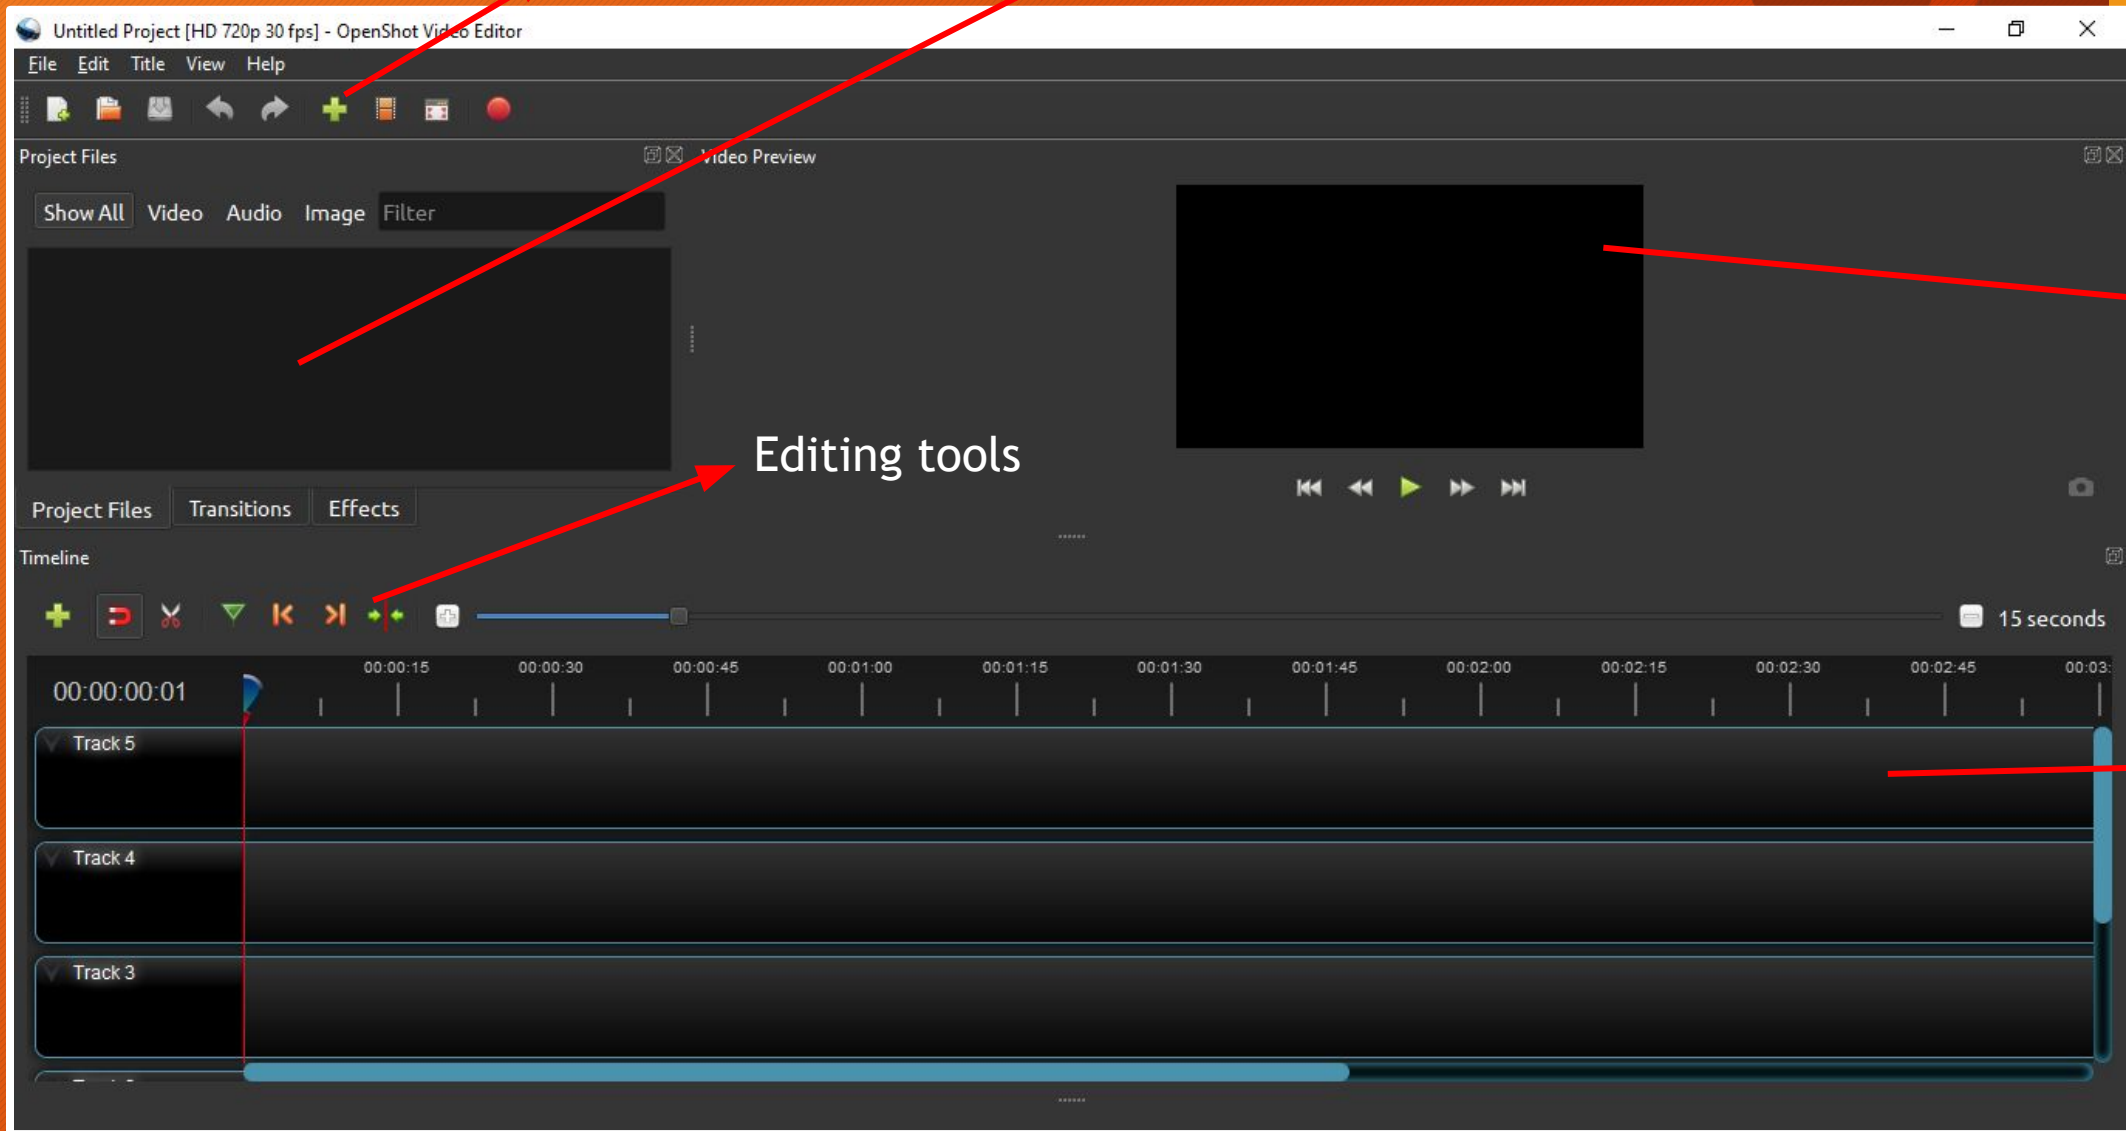 Untitled Project [HD 720p 30 fps] - OpenShot Video Editor
File Edit Title View Help
Project Files
Video Preview
Show All Video Audio Image Filter
Editing tools
Project Files Transitions Effects
Timeline
15 seconds
00:00:00:01
00:00:15 00:00:30 00:00:45 00:01:00 00:01:15 00:01:30 00:01:45 00:02:00 00:02:15 00:02:30 00:02:45 00:03:
Track 5
Track 4
Track 3